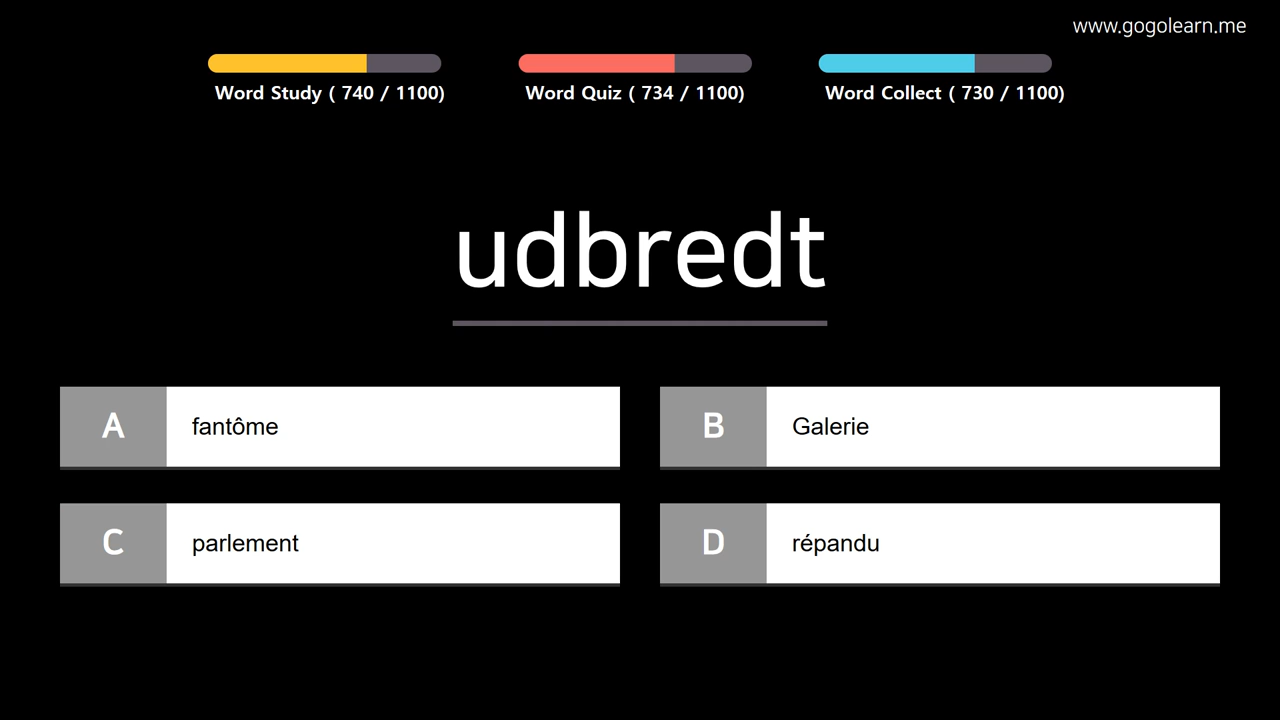 www.gogolearn.me
Word Study ( 740 / 1100)
Word Quiz ( 734 / 1100)
Word Collect ( 730 / 1100)
udbredt
A fantôme
B Galerie
C parlement
D répandu